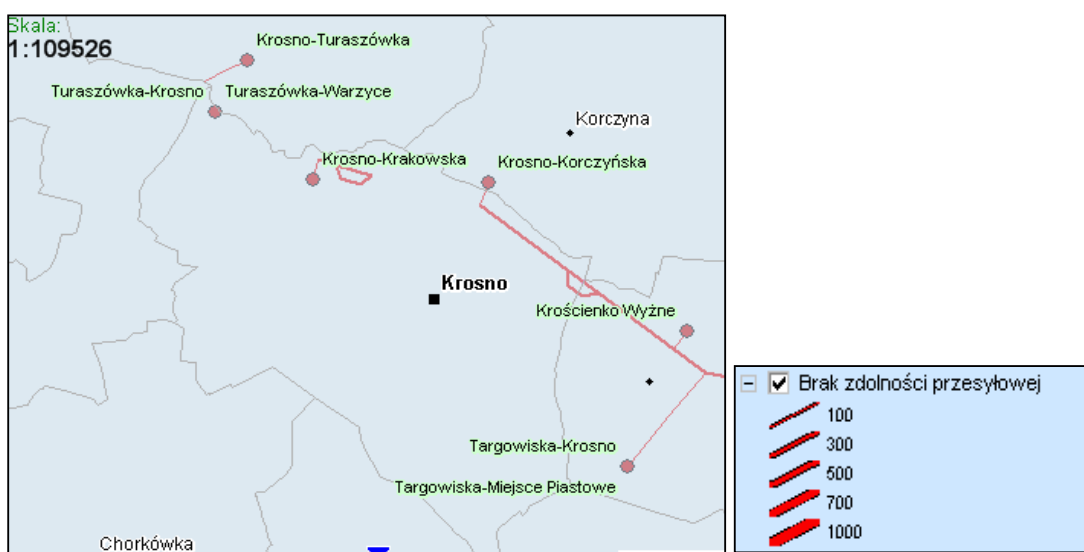 Skala:
1:109526
Krosno-Turaszówka
Turaszówka-Krosno
Turaszówka-Warzyce
Korczyna
Krosno-Krakowska
Krosno-Korczyńska
Krosno
Krościenko Wyżne
Targowiska-Krosno
Targowiska-Miejsce Piastowe
Chorkówka
Brak zdolności przesyłowej
100
300
500
700
1000